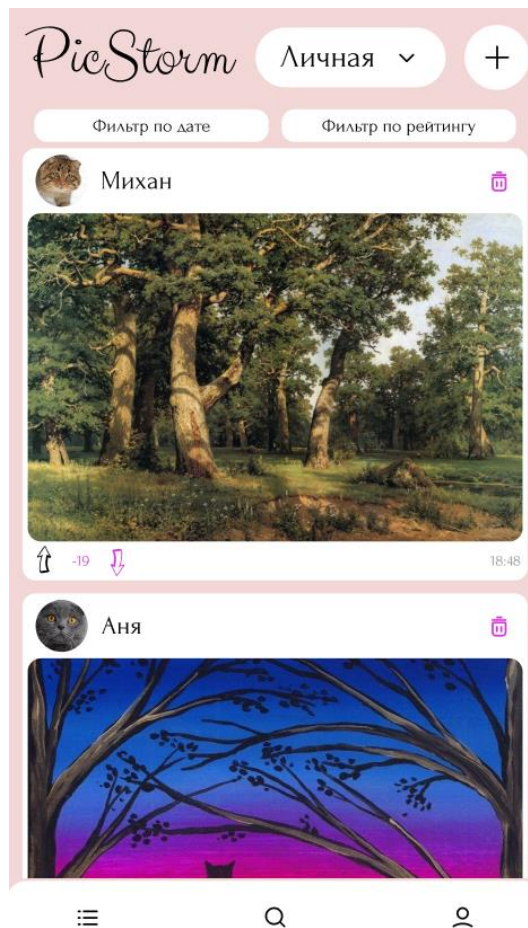 PicStorm
Личная
Фильтр по дате
Фильтр по рейтингу
Михан
-19
18:48
Аня